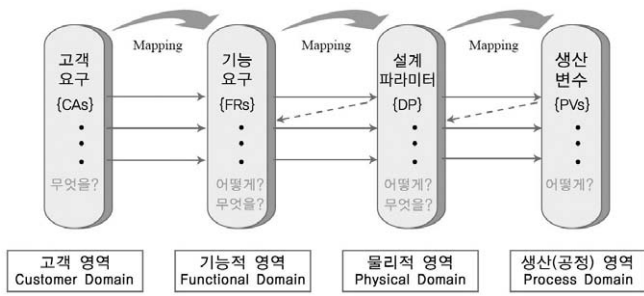 Mapping
Mapping
Mapping
고객
요구
{CAs}
무엇을?
기능
요구
{FRs}
어떻게?
무엇을?
설계
파라미터
{DP}
어떻게?
무엇을?
생산
변수
{PVs}
어떻게?
고객 영역
Customer Domain
기능적 영역
Functional Domain
물리적 영역
Physical Domain
생산(공정) 영역
Process Domain